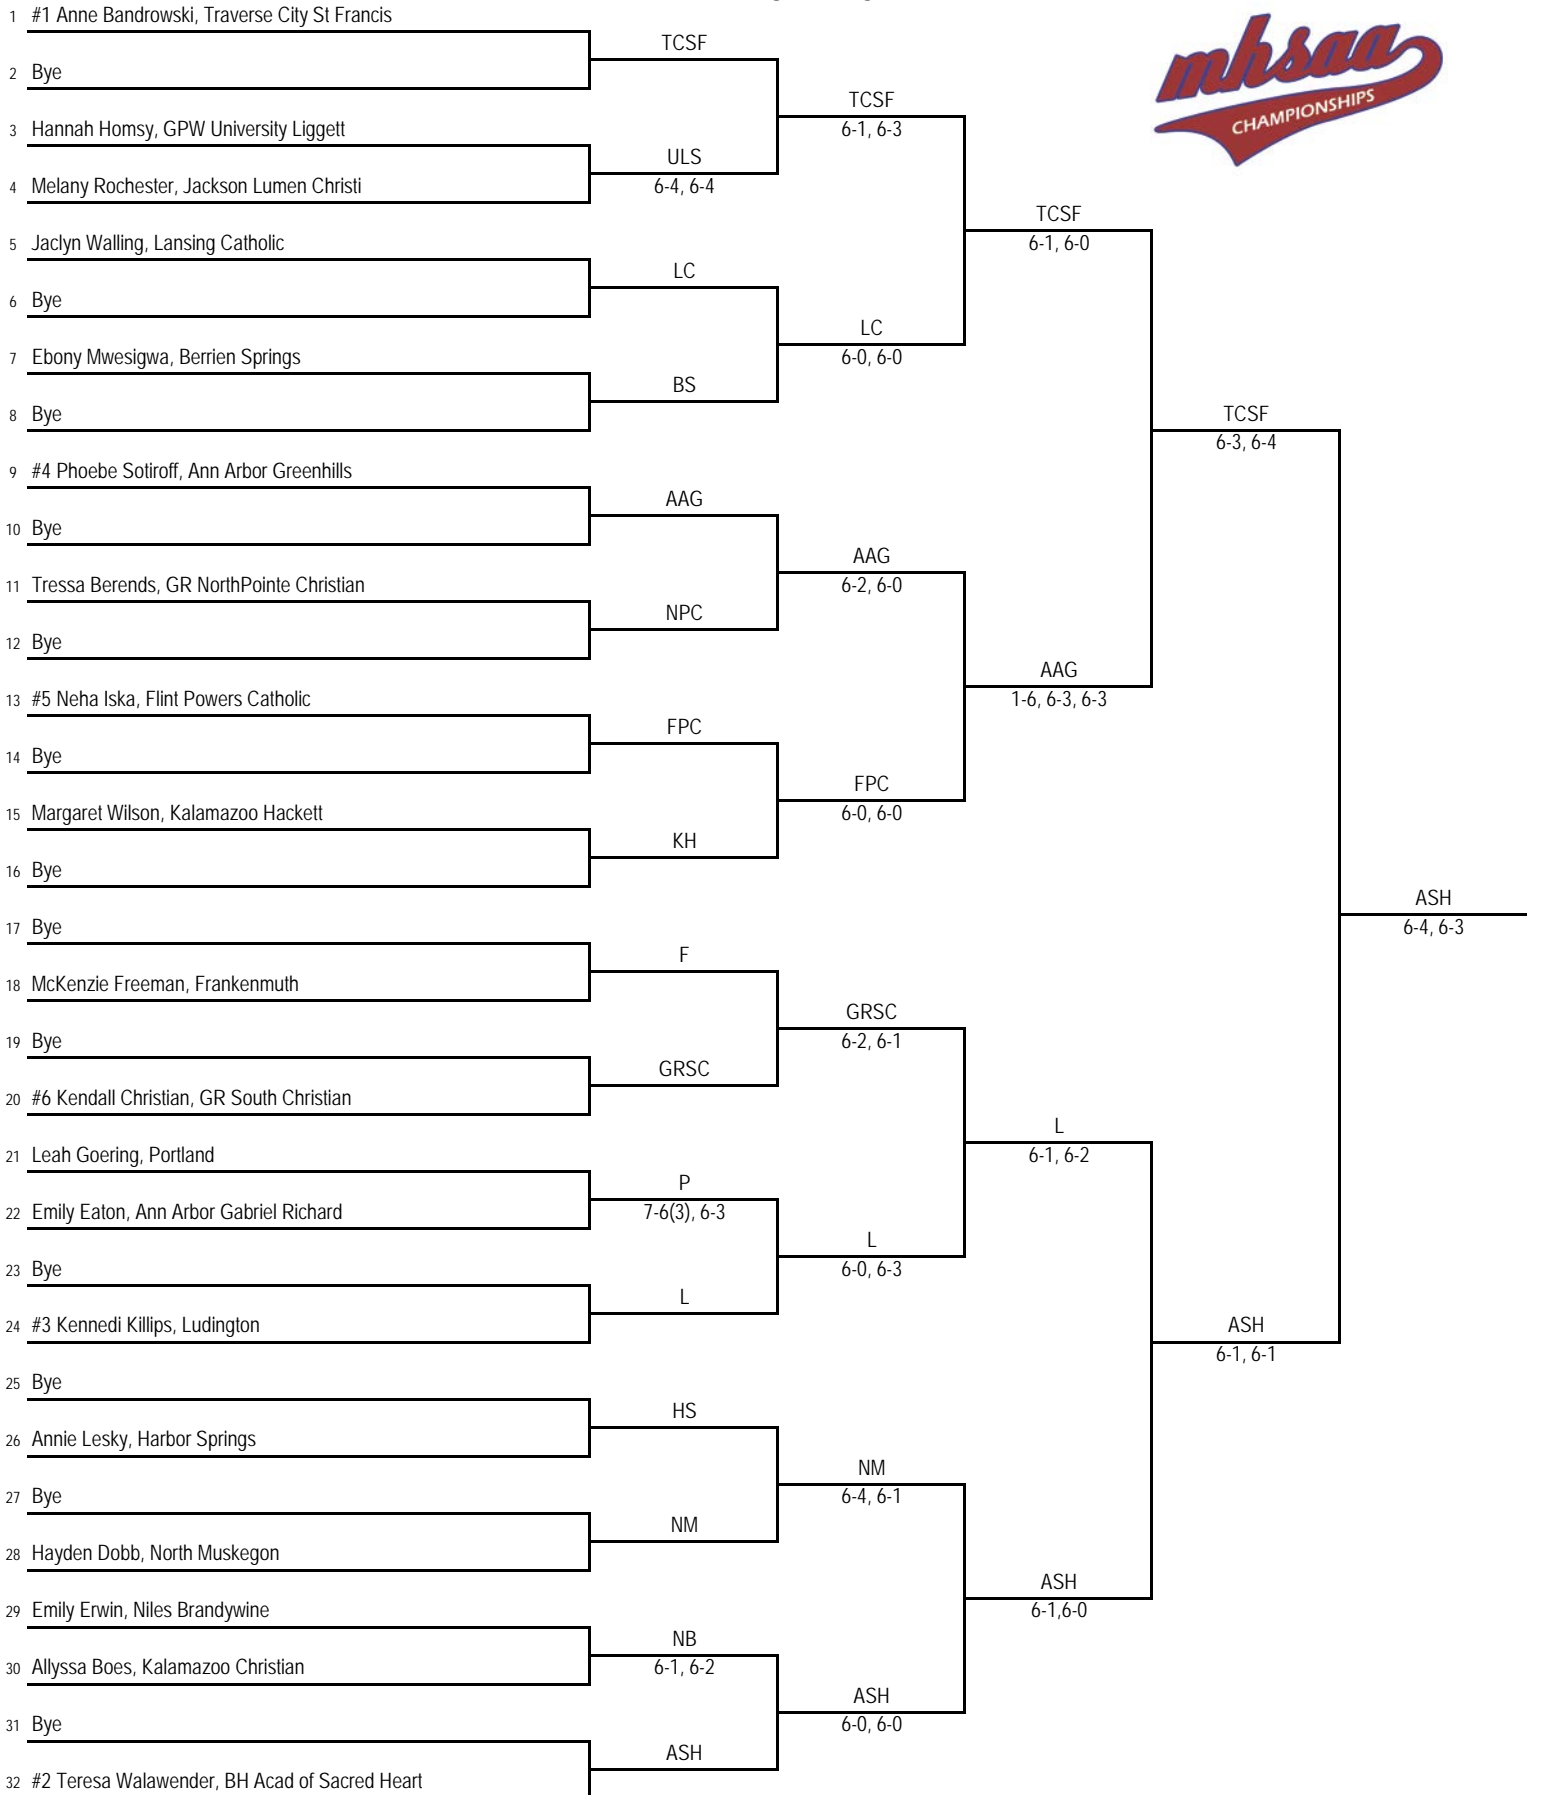 mhsaa
CHAMPIONSHIPS
1 #1 Anne Bandrowski, Traverse City St Francis
2 Bye
3 Hannah Homsy, GPW University Liggett
4 Melany Rochester, Jackson Lumen Christi
5 Jaclyn Walling, Lansing Catholic
6 Bye
7 Ebony Mwesigwa, Berrien Springs
8 Bye
9 #4 Phoebe Sotiroff, Ann Arbor Greenhills
10 Bye
11 Tressa Berends, GR NorthPointe Christian
12 Bye
13 #5 Neha Iska, Flint Powers Catholic
14 Bye
15 Margaret Wilson, Kalamazoo Hackett
16 Bye
17 Bye
18 McKenzie Freeman, Frankenmuth
19 Bye
20 #6 Kendall Christian, GR South Christian
21 Leah Goering, Portland
22 Emily Eaton, Ann Arbor Gabriel Richard
23 Bye
24 #3 Kennedi Killips, Ludington
25 Bye
26 Annie Lesky, Harbor Springs
27 Bye
28 Hayden Dobb, North Muskegon
29 Emily Erwin, Niles Brandywine
30 Allyssa Boes, Kalamazoo Christian
31 Bye
32 #2 Teresa Walawender, BH Acad of Sacred Heart
TCSF
ULS
6-4, 6-4
LC
BS
AAG
NPC
FPC
KH
F
GRSC
P
7-6(3), 6-3
L
HS
NM
NB
6-1, 6-2
ASH
TCSF
6-1, 6-3
LC
6-0, 6-0
AAG
6-2, 6-0
FPC
6-0, 6-0
GRSC
6-2, 6-1
L
6-0, 6-3
NM
6-4, 6-1
ASH
6-0, 6-0
TCSF
6-1, 6-0
AAG
1-6, 6-3, 6-3
L
6-1, 6-2
ASH
6-1,6-0
TCSF
6-3, 6-4
ASH
6-1, 6-1
ASH
6-4, 6-3